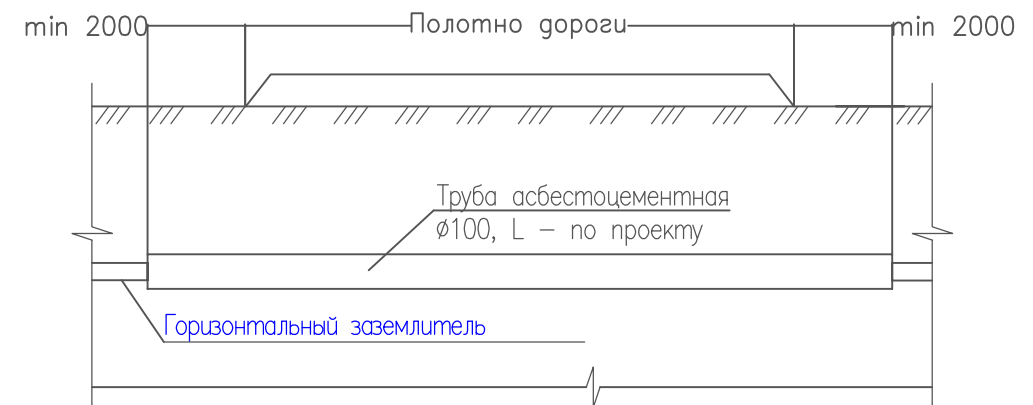 min 2000 Полотно дороги min 2000
Труба асбестоцементная
Ø100, L – по проекту
Горизонтальный заземлитель